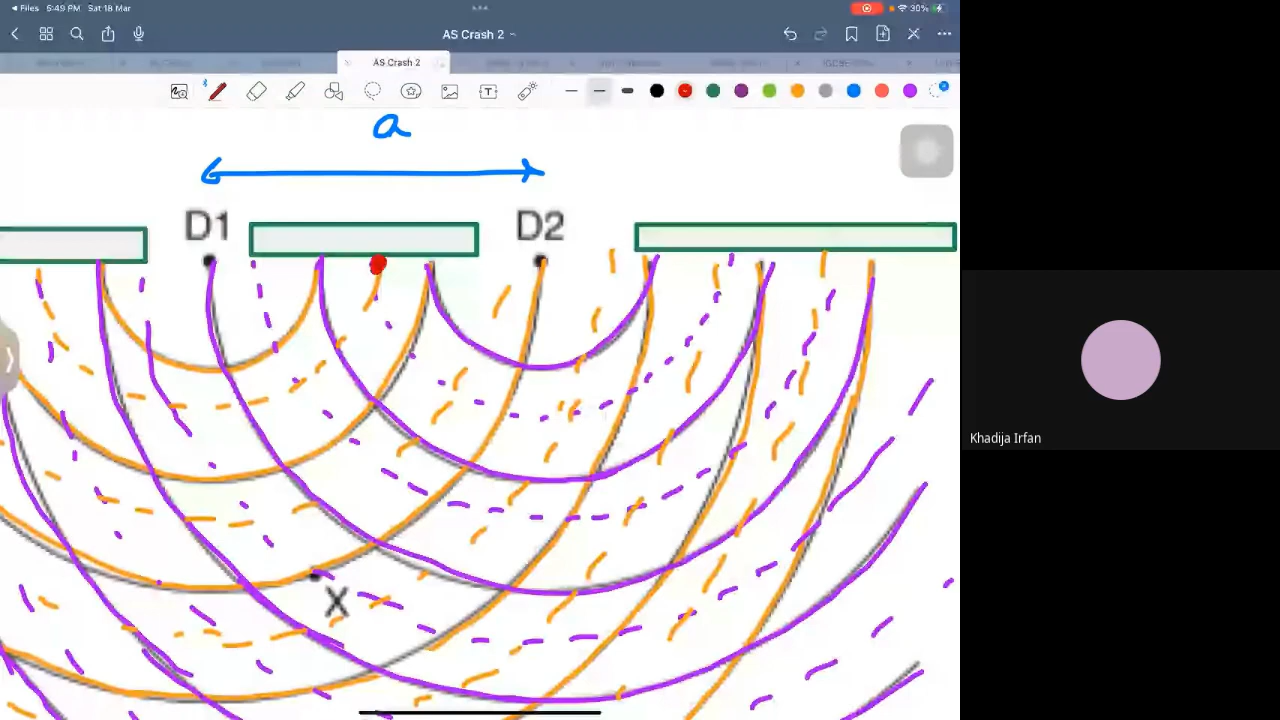 Files 5:49 PM Sat 18 Mar
30%
AS Crash 2
AS Crash 2
T
a
D1
D2
Khadija Irfan
X